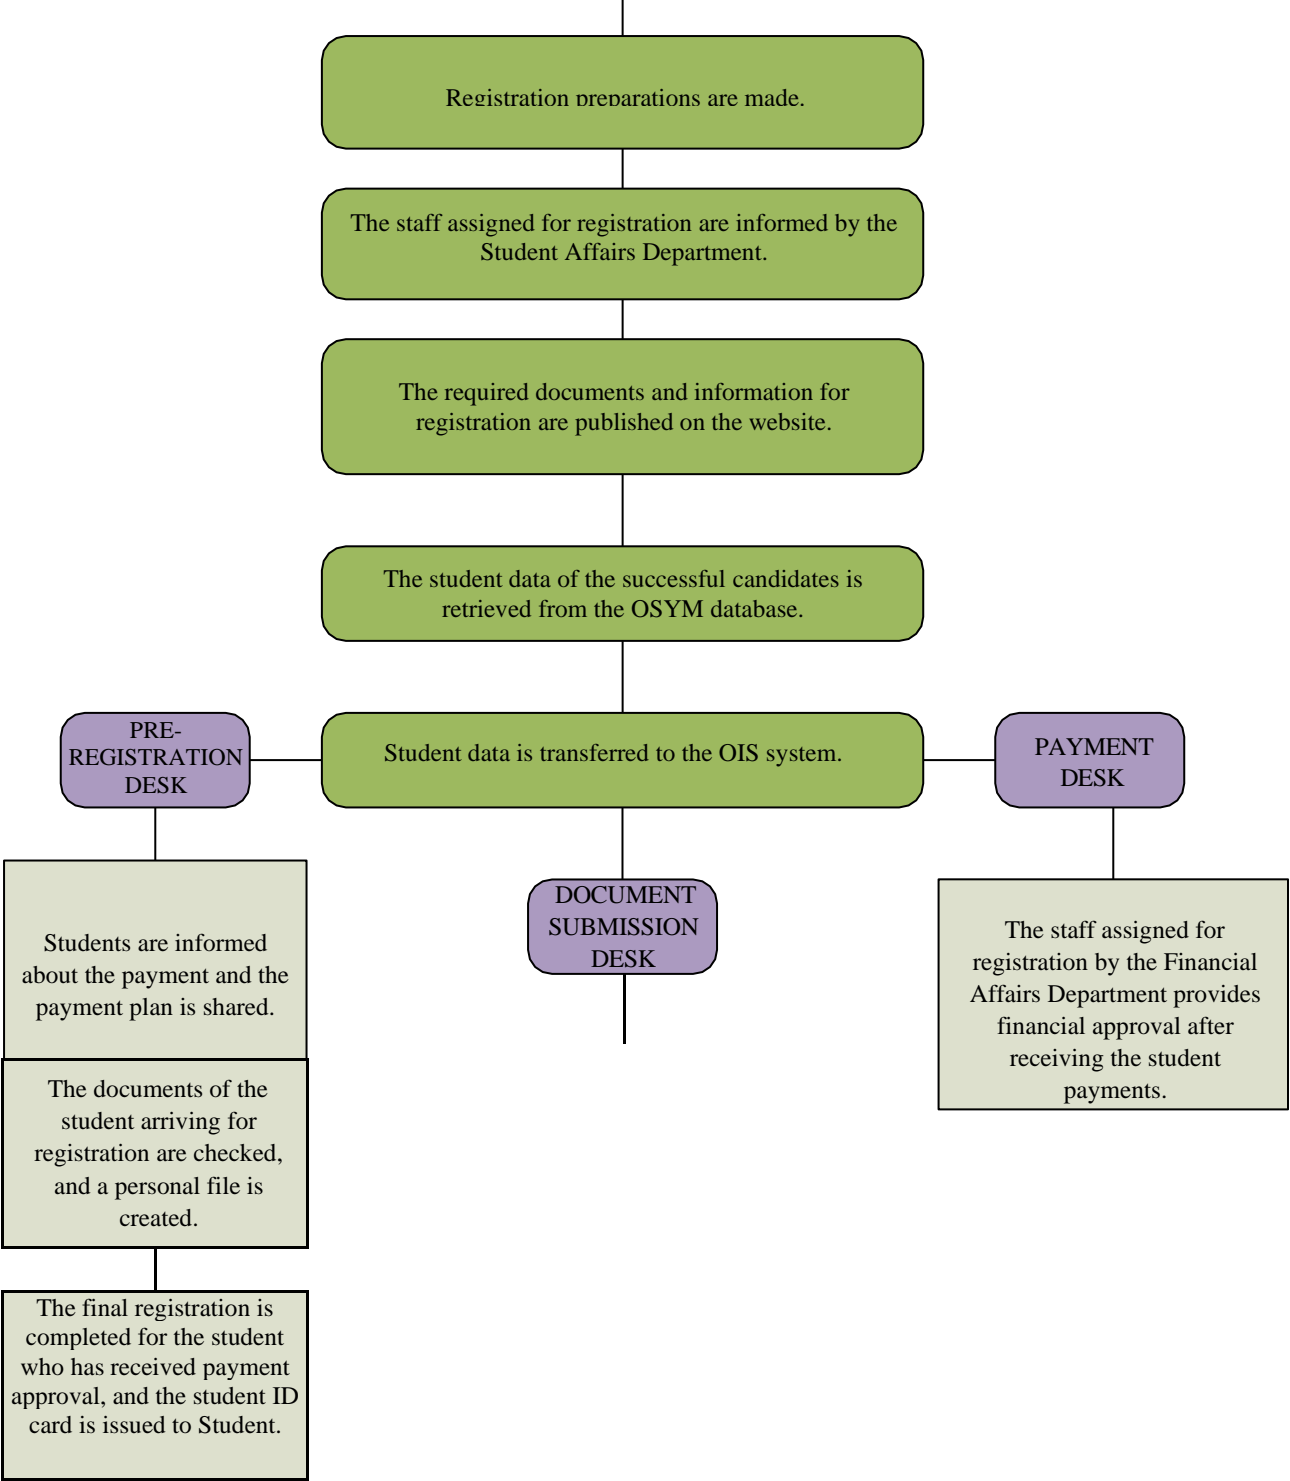 Registration preparations are made.
The staff assigned for registration are informed by the
Student Affairs Department.
The required documents and information for
registration are published on the website.
The student data of the successful candidates is
retrieved from the OSYM database.
PRE-
REGISTRATION
DESK
Student data is transferred to the OIS system.
PAYMENT
DESK
DOCUMENT
SUBMISSION
DESK
Students are informed
about the payment and the
payment plan is shared.
The staff assigned for
registration by the Financial
Affairs Department provides
financial approval after
receiving the student
payments.
The documents of the
student arriving for
registration are checked,
and a personal file is
created.
The final registration is
completed for the student
who has received payment
approval, and the student ID
card is issued to Student.